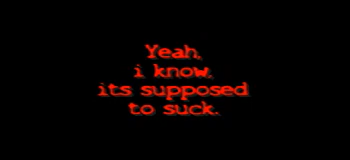 Yeah,
i know,
its supposed
to suck.